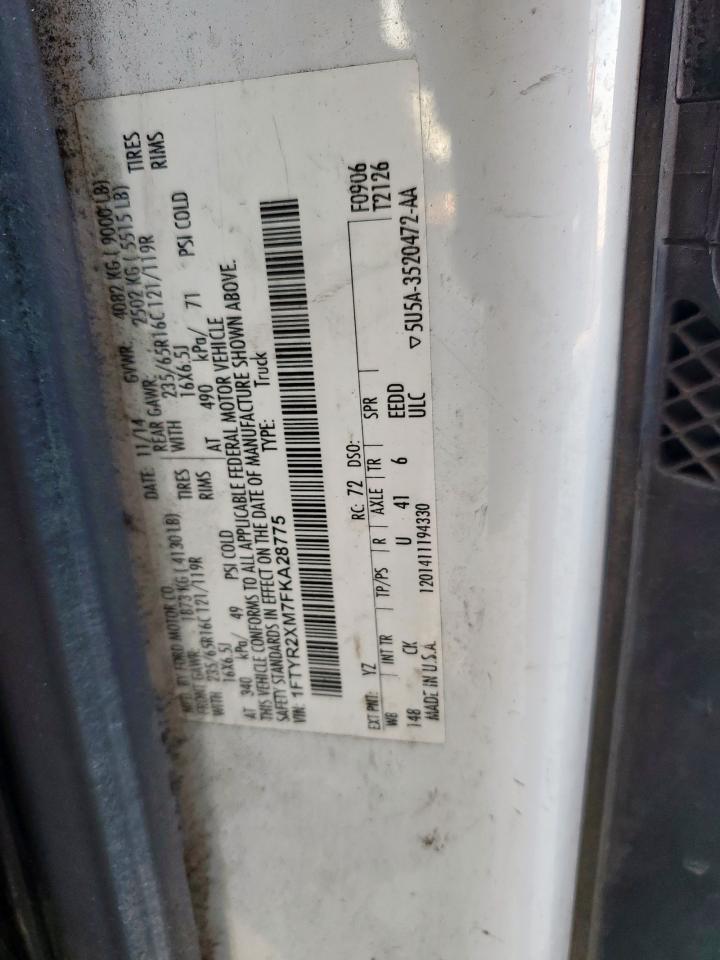 MFD. BY FORD MOTOR CO.
DATE: 11/14 GVWR: 4082 KG ( 9000 LB)
FRONT GAWR: 1873 KG ( 4130 LB)
REAR GAWR: 2502 KG ( 5515 LB)
WITH 235/65R16C 121/119R TIRES
WITH 235/65R16C 121/119R TIRES
16X6.5J RIMS
16X6.5J RIMS
AT 340 kPa/ 49 PSI COLD
AT 490 kPa/ 71 PSI COLD
THIS VEHICLE CONFORMS TO ALL APPLICABLE FEDERAL MOTOR VEHICLE
SAFETY STANDARDS IN EFFECT ON THE DATE OF MANUFACTURE SHOWN ABOVE.
VIN: 1FTYR2XM7FKA28775 TYPE: Truck
F0906
T2126
EXT PNT: YZ RC: 72 DSO:
WB INT TR TP/PS R AXLE TR SPR
148 CK U 41 6 EEDD
MADE IN U.S.A. 1201411194330 ULC
▽5U5A-3520472-AA